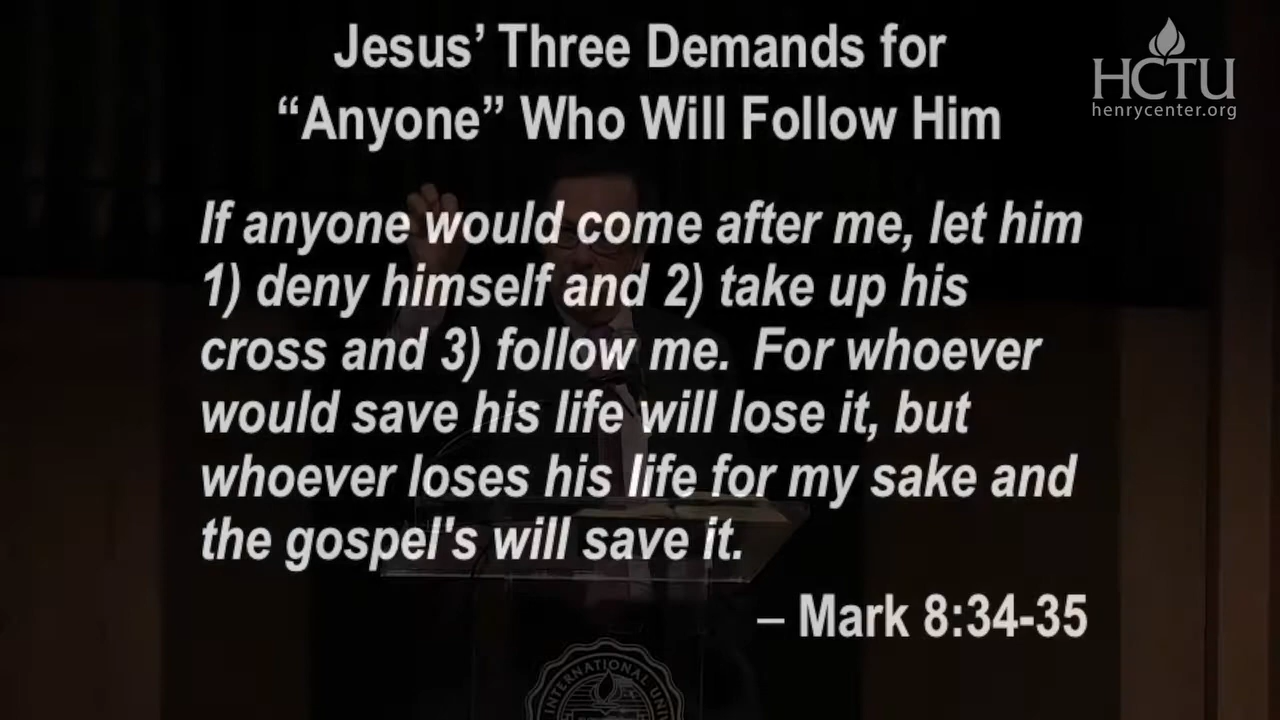 Jesus’ Three Demands for
“Anyone” Who Will Follow Him
HCTU
henrycenter.org
If anyone would come after me, let him
1) deny himself and 2) take up his
cross and 3) follow me. For whoever
would save his life will lose it, but
whoever loses his life for my sake and
the gospel's will save it.
– Mark 8:34-35
INTERNATIONAL